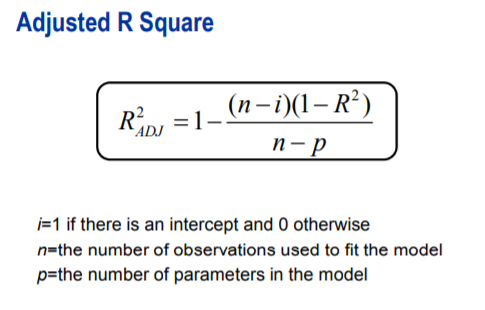 Adjusted R Square
R²_ADJ = 1 − (n − i)(1 − R²) / (n − p)
i=1 if there is an intercept and 0 otherwise
n=the number of observations used to fit the model
p=the number of parameters in the model